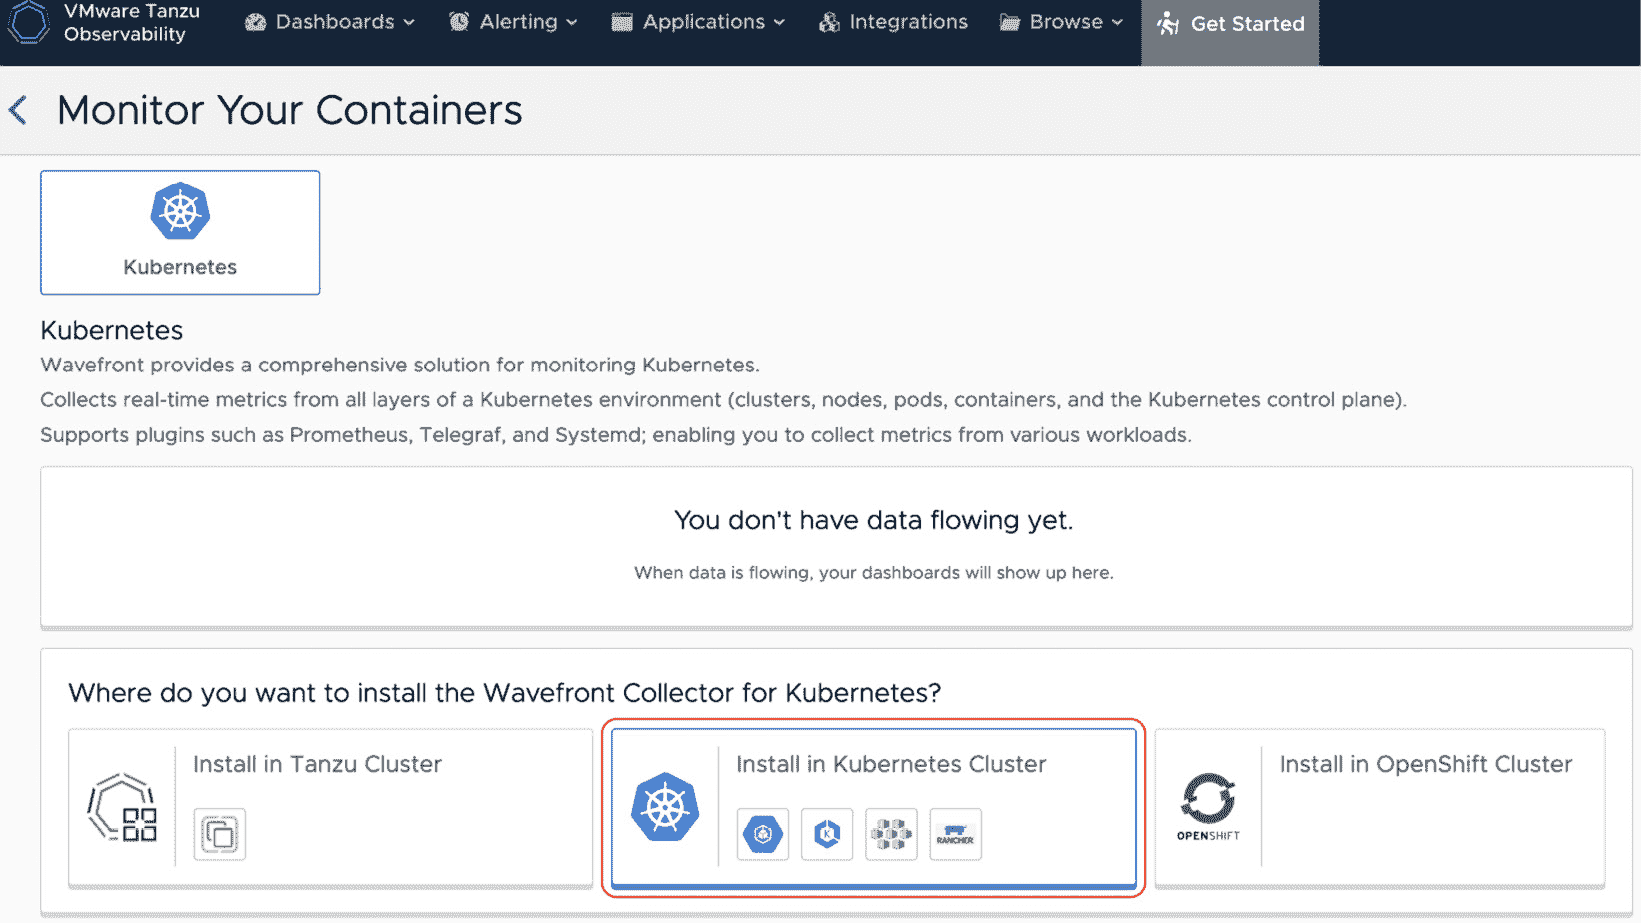 VMware Tanzu
Observability
Dashboards
Alerting
Applications
Integrations
Browse
Get Started
Monitor Your Containers
Kubernetes
Kubernetes
Wavefront provides a comprehensive solution for monitoring Kubernetes.
Collects real-time metrics from all layers of a Kubernetes environment (clusters, nodes, pods, containers, and the Kubernetes control plane).
Supports plugins such as Prometheus, Telegraf, and Systemd; enabling you to collect metrics from various workloads.
You don't have data flowing yet.
When data is flowing, your dashboards will show up here.
Where do you want to install the Wavefront Collector for Kubernetes?
Install in Tanzu Cluster
Install in Kubernetes Cluster
K
RANCHER
Install in OpenShift Cluster
OPENSHIFT